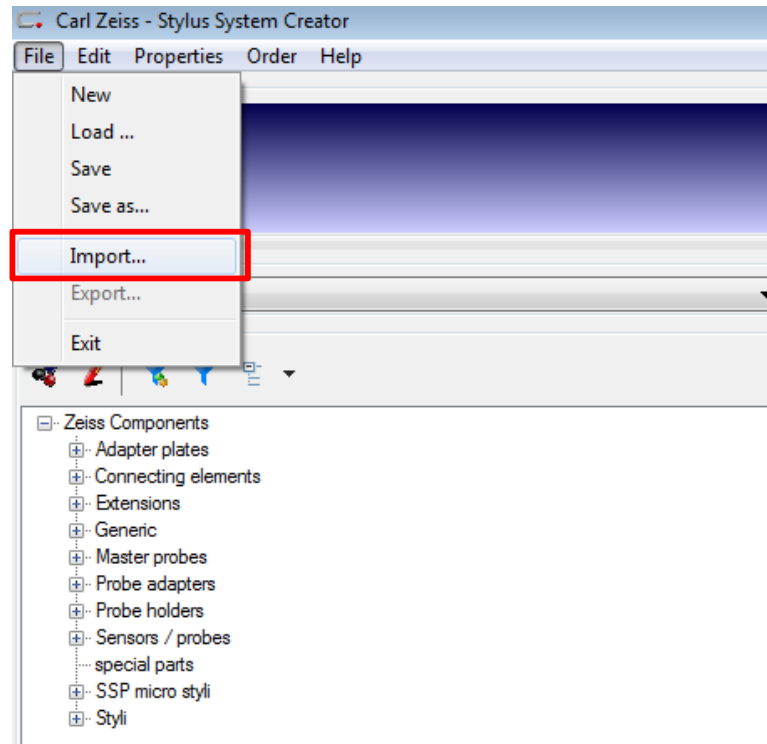 Carl Zeiss - Stylus System Creator
File Edit Properties Order Help
New
Load ...
Save
Save as...
Import...
Export...
Exit
Zeiss Components
Adapter plates
Connecting elements
Extensions
Generic
Master probes
Probe adapters
Probe holders
Sensors / probes
special parts
SSP micro styli
Styli